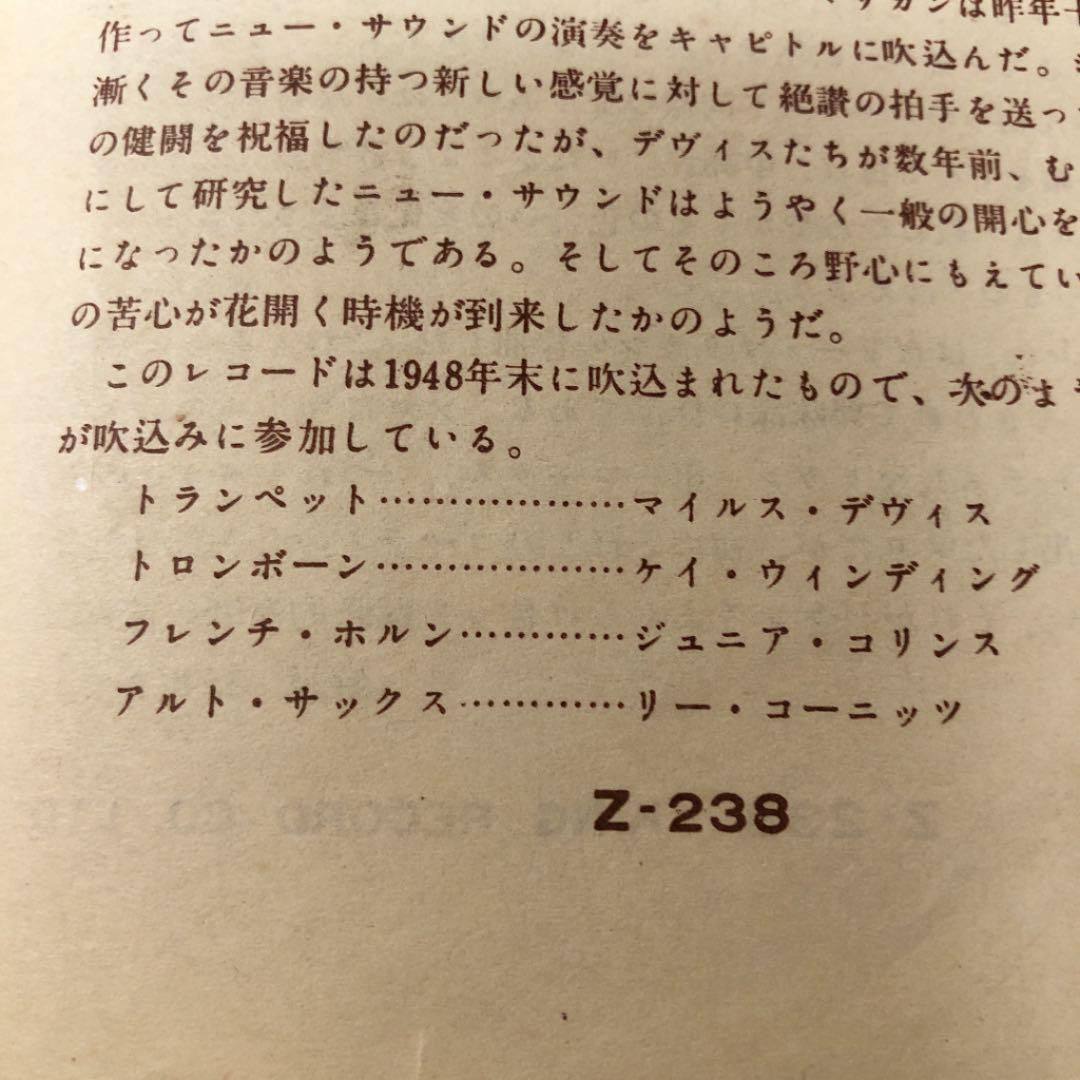 リガンは昨年
作ってニュー・サウンドの演奏をキャピトルに吹込んだ。
漸くその音楽の持つ新しい感覚に対して絶讃の拍手を送っ
の健闘を祝福したのだったが、デヴィスたちが数年前、む
にして研究したニュー・サウンドはようやく一般の開心を
になったかのようである。そしてそのころ野心にもえてい
の苦心が花開く時機が到来したかのようだ。
このレコードは1948年末に吹込まれたもので、次のよ
が吹込みに参加している。
トランペット………………マイルス・デヴィス
トロンボーン………………ケイ・ウィンディング
フレンチ・ホルン…………ジュニア・コリンス
アルト・サックス…………リー・コーニッツ
Z-238